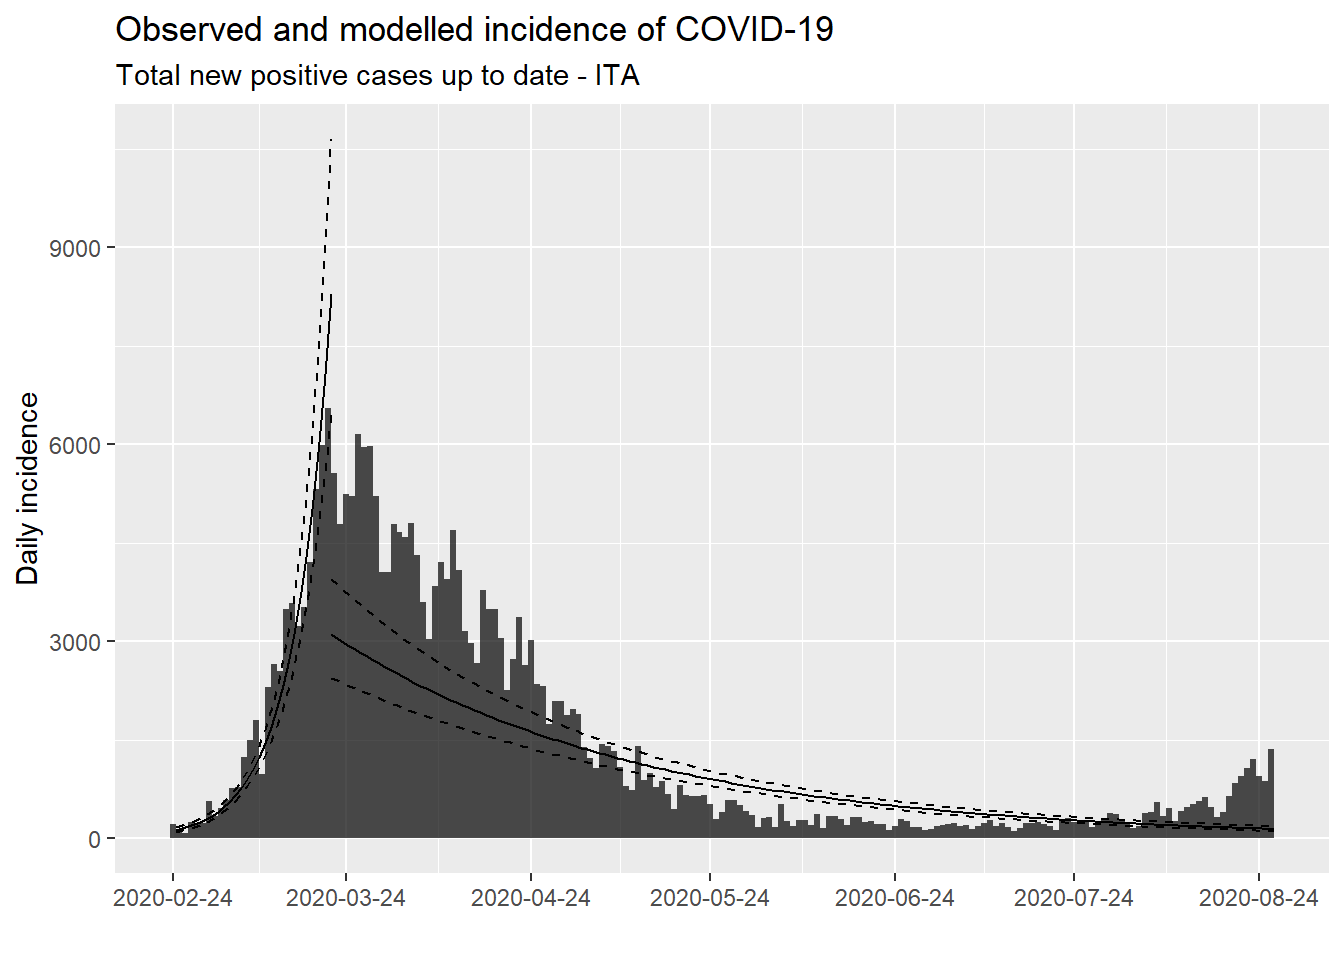 Observed and modelled incidence of COVID-19
Total new positive cases up to date - ITA
Daily incidence
9000
6000
3000
0
2020-02-24 2020-03-24 2020-04-24 2020-05-24 2020-06-24 2020-07-24 2020-08-24